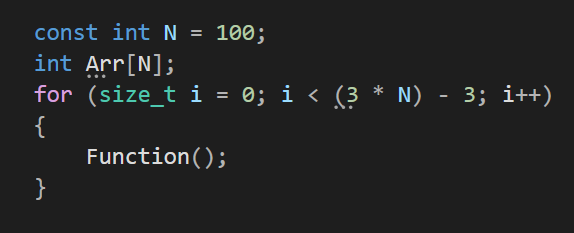 const int N = 100;
int Arr[N];
for (size_t i = 0; i < (3 * N) - 3; i++)
{
    Function();
}